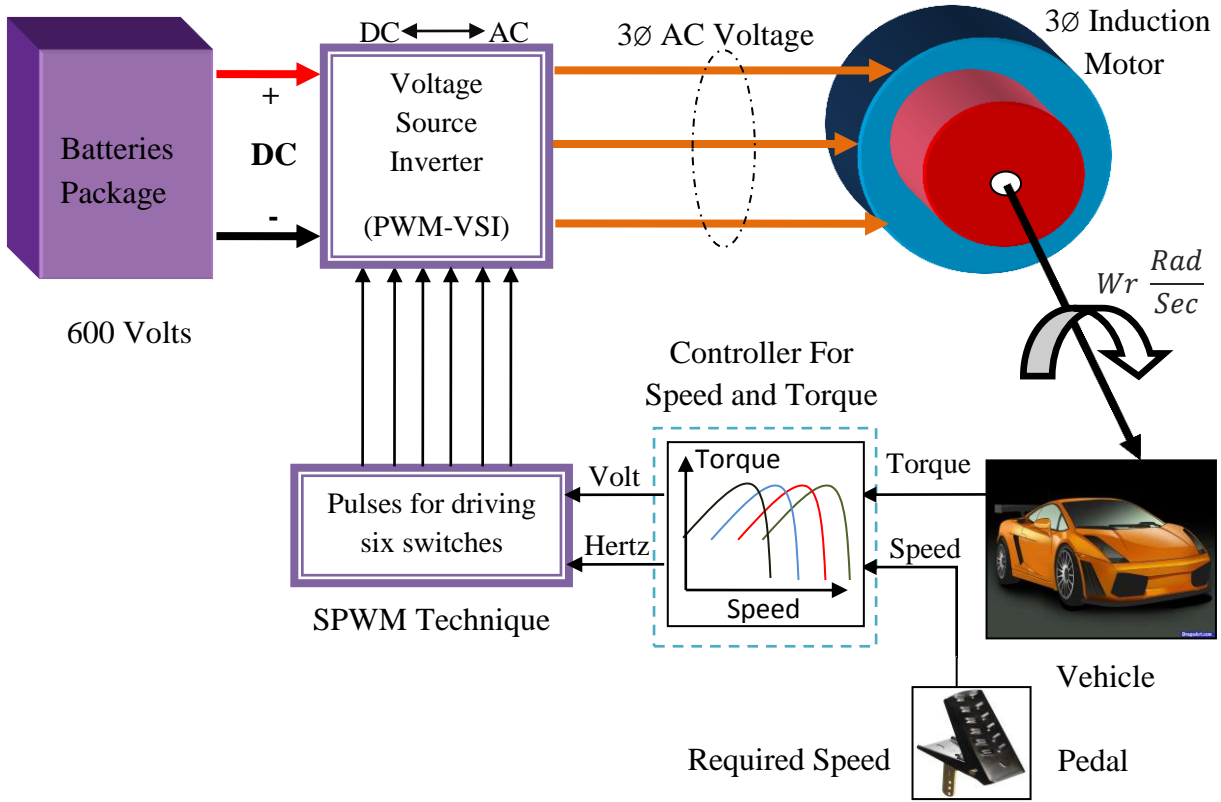 DC AC
3Ø AC Voltage
3Ø Induction
Motor
Voltage
Source
Inverter
(PWM-VSI)
+
DC
-
Batteries
Package
600 Volts
Wr Rad
Sec
Controller For
Speed and Torque
Volt
Hertz
Torque
Speed
Torque
Speed
Pulses for driving
six switches
SPWM Technique
DragoArt.com
Vehicle
Required Speed
Pedal